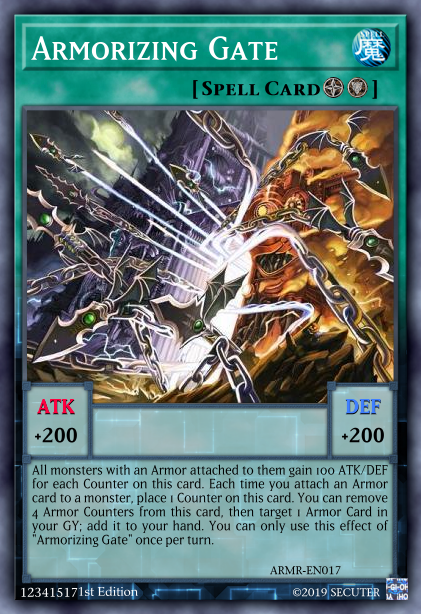 Armorizing Gate
魔
[Spell Card]
ATK
+200
DEF
+200
All monsters with an Armor attached to them gain 100 ATK/DEF
for each Counter on this card. Each time you attach an Armor
card to a monster, place 1 Counter on this card. You can remove
4 Armor Counters from this card, then target 1 Armor Card in
your GY; add it to your hand. You can only use this effect of
"Armorizing Gate" once per turn.
ARMR-EN017
123415171st Edition
©2019 SECUTER